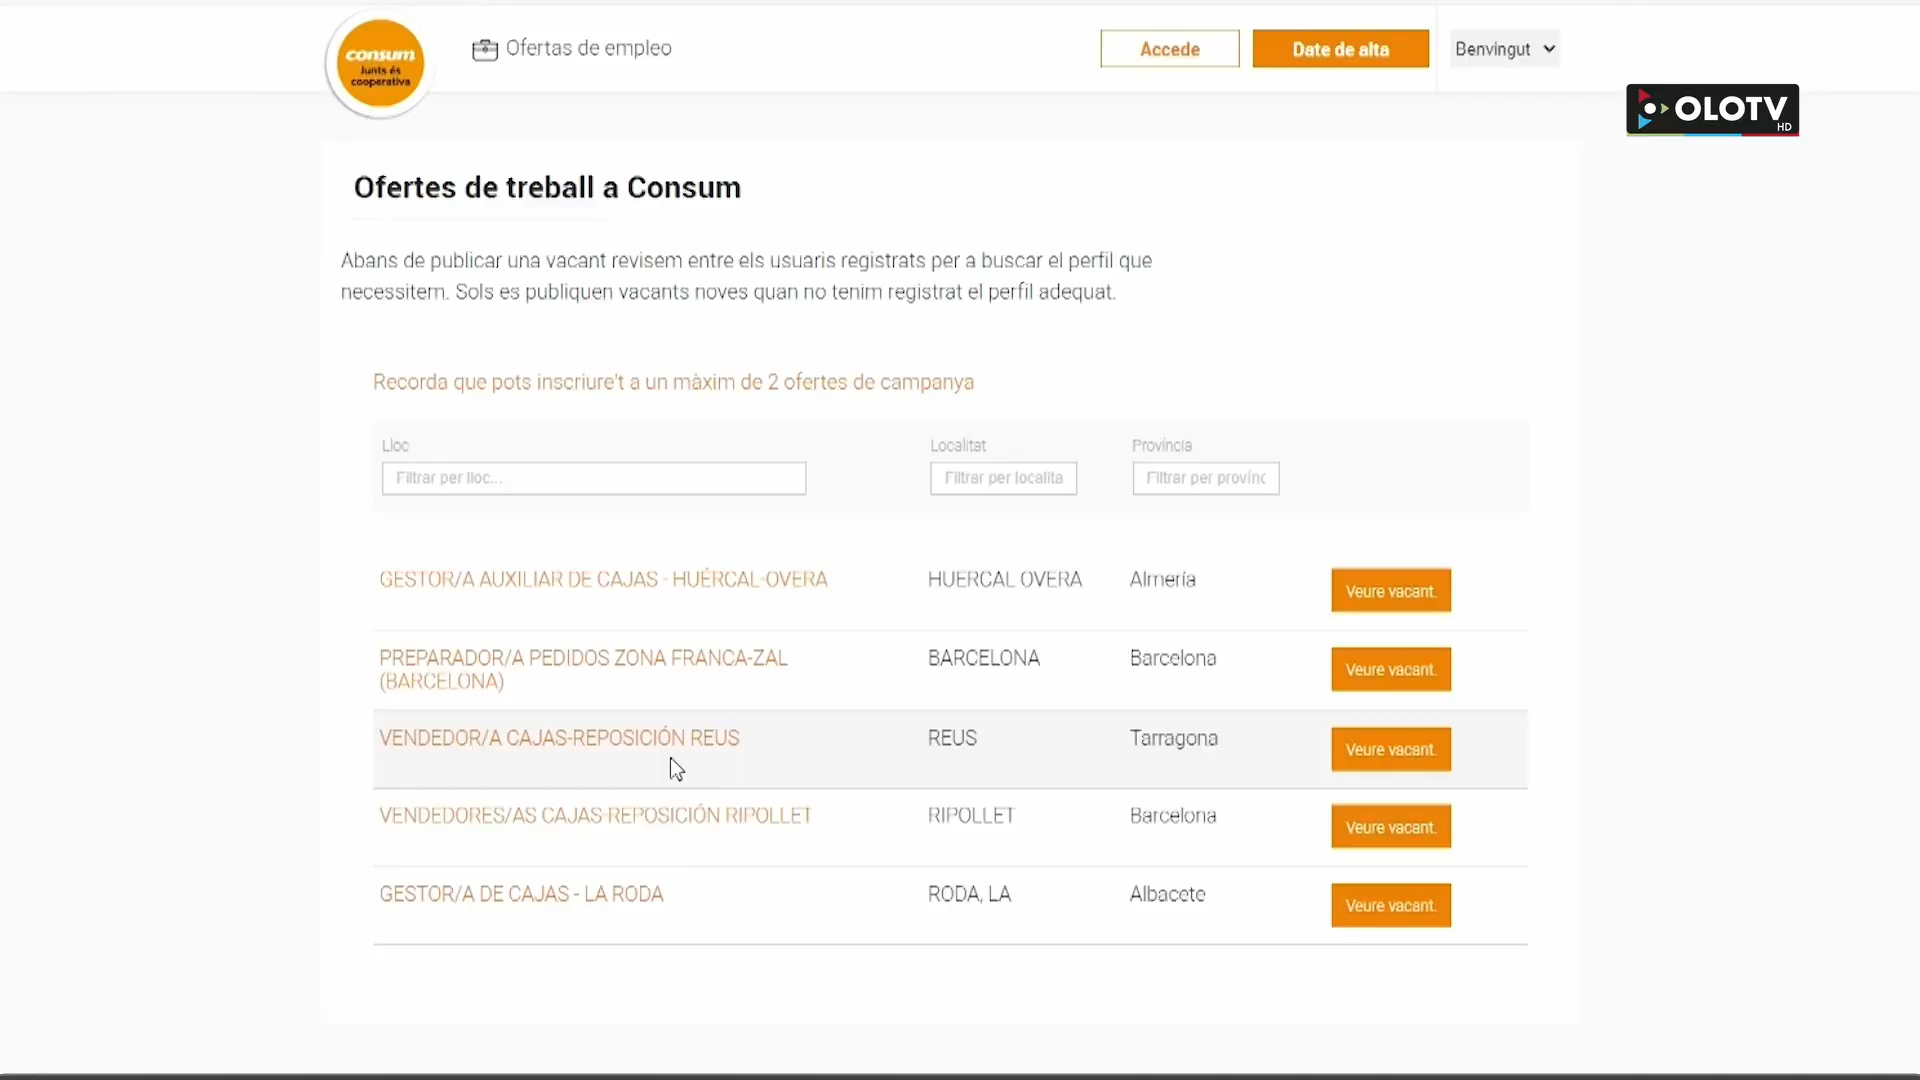 consum
Junts és
cooperativa
Ofertas de empleo
Accede
Date de alta
Benvingut
OLOTV
HD
Ofertes de treball a Consum
Abans de publicar una vacant revisem entre els usuaris registrats per a buscar el perfil que
necessitem. Sols es publiquen vacants noves quan no tenim registrat el perfil adequat.
Recorda que pots inscriure't a un màxim de 2 ofertes de campanya
Lloc
Localitat
Província
Filtrar per lloc...
Filtrar per localita
Filtrar per provínc
GESTOR/A AUXILIAR DE CAJAS - HUÉRCAL-OVERA
HUERCAL OVERA
Almería
Veure vacant.
PREPARADOR/A PEDIDOS ZONA FRANCA-ZAL
(BARCELONA)
BARCELONA
Barcelona
Veure vacant.
VENDEDOR/A CAJAS-REPOSICIÓN REUS
REUS
Tarragona
Veure vacant.
VENDEDORES/AS CAJAS-REPOSICIÓN RIPOLLET
RIPOLLET
Barcelona
Veure vacant.
GESTOR/A DE CAJAS - LA RODA
RODA, LA
Albacete
Veure vacant.